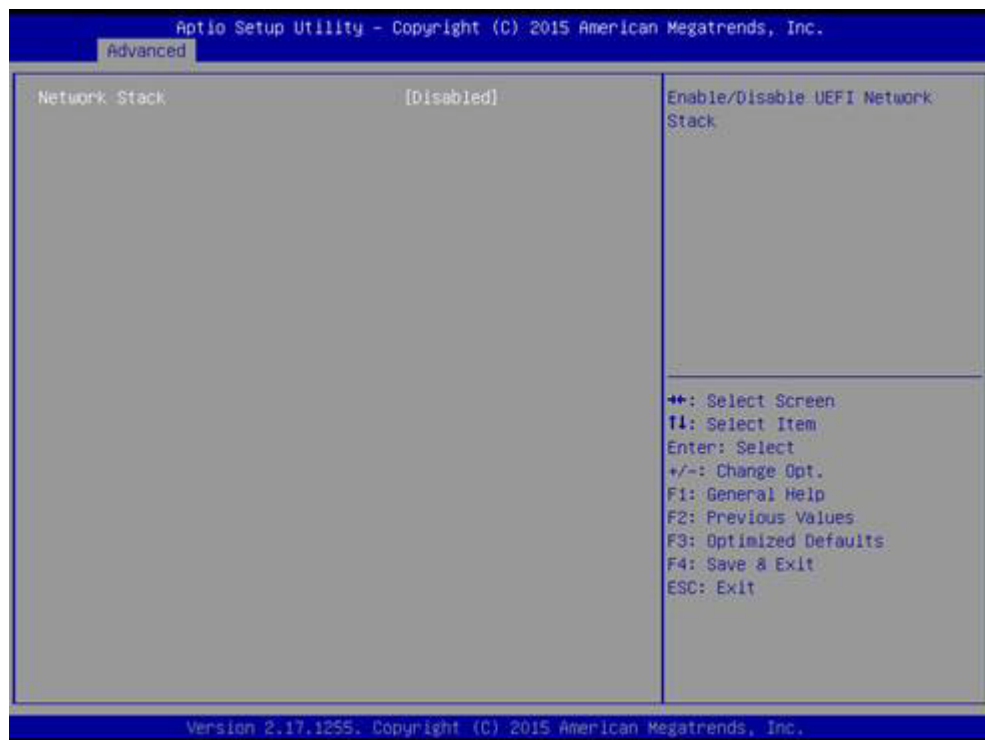 Aptio Setup Utility – Copyright (C) 2015 American Megatrends, Inc.
Advanced
Network Stack [Disabled]
Enable/Disable UEFI Network
Stack
→←: Select Screen
↑↓: Select Item
Enter: Select
+/-: Change Opt.
F1: General Help
F2: Previous Values
F3: Optimized Defaults
F4: Save & Exit
ESC: Exit
Version 2.17.1255. Copyright (C) 2015 American Megatrends, Inc.